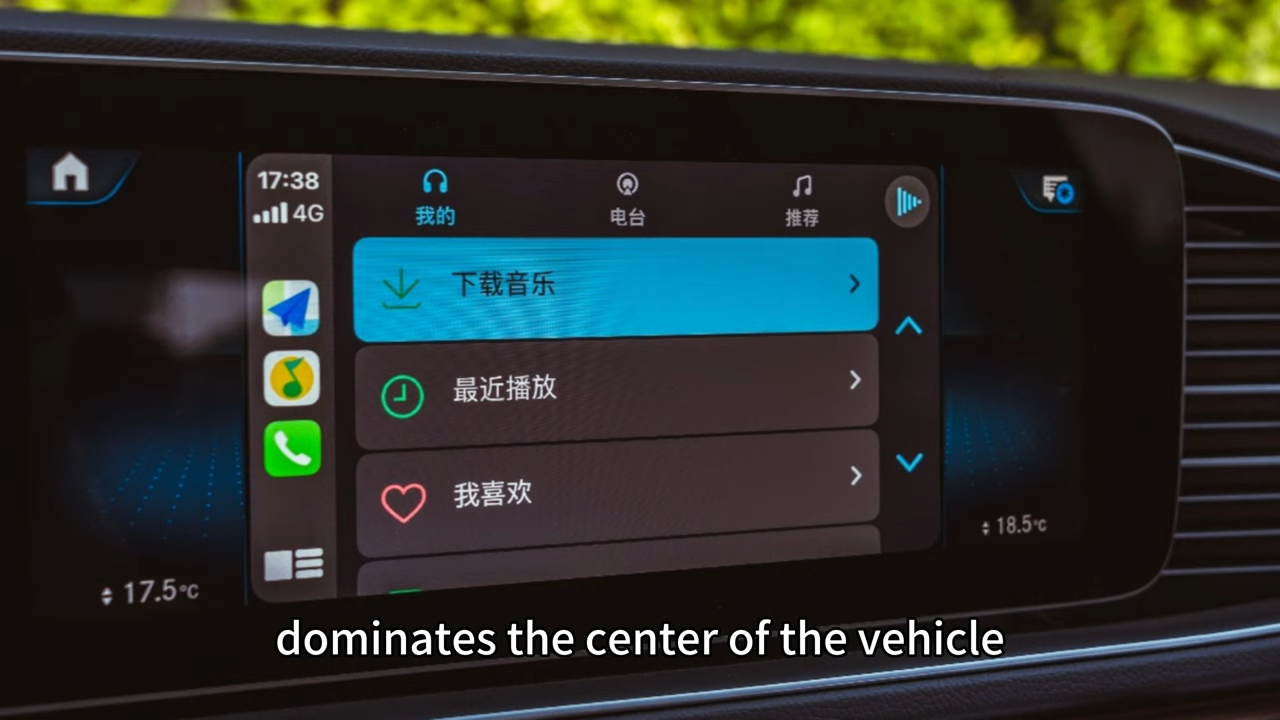 17:38
4G
我的
电台
推荐
下载音乐
最近播放
我喜欢
17.5°C
18.5°C
dominates the center of the vehicle